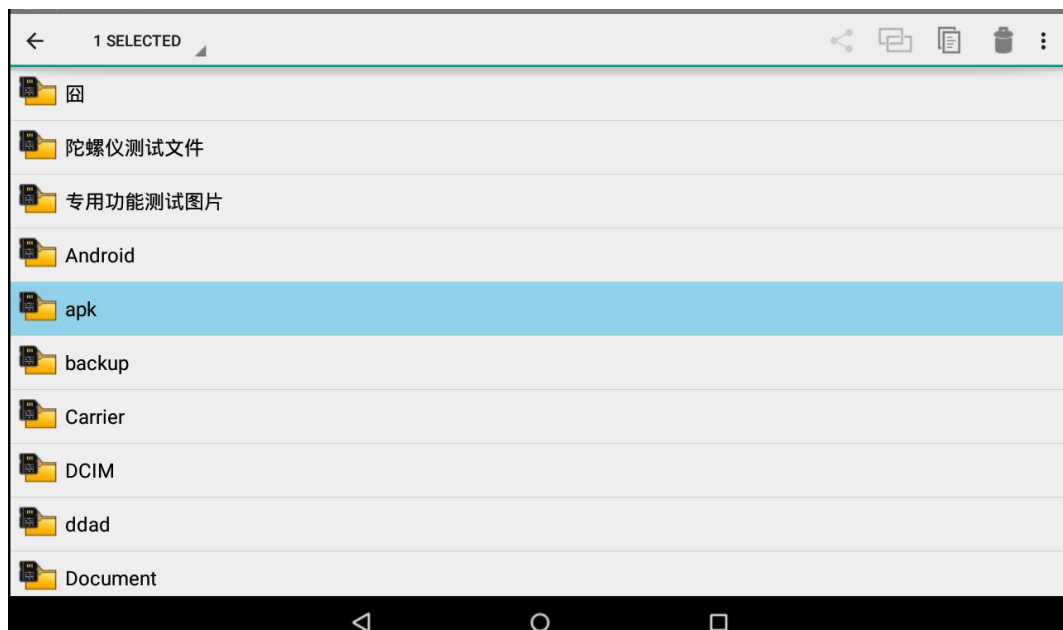 1 SELECTED
囧
陀螺仪测试文件
专用功能测试图片
Android
apk
backup
Carrier
DCIM
ddad
Document